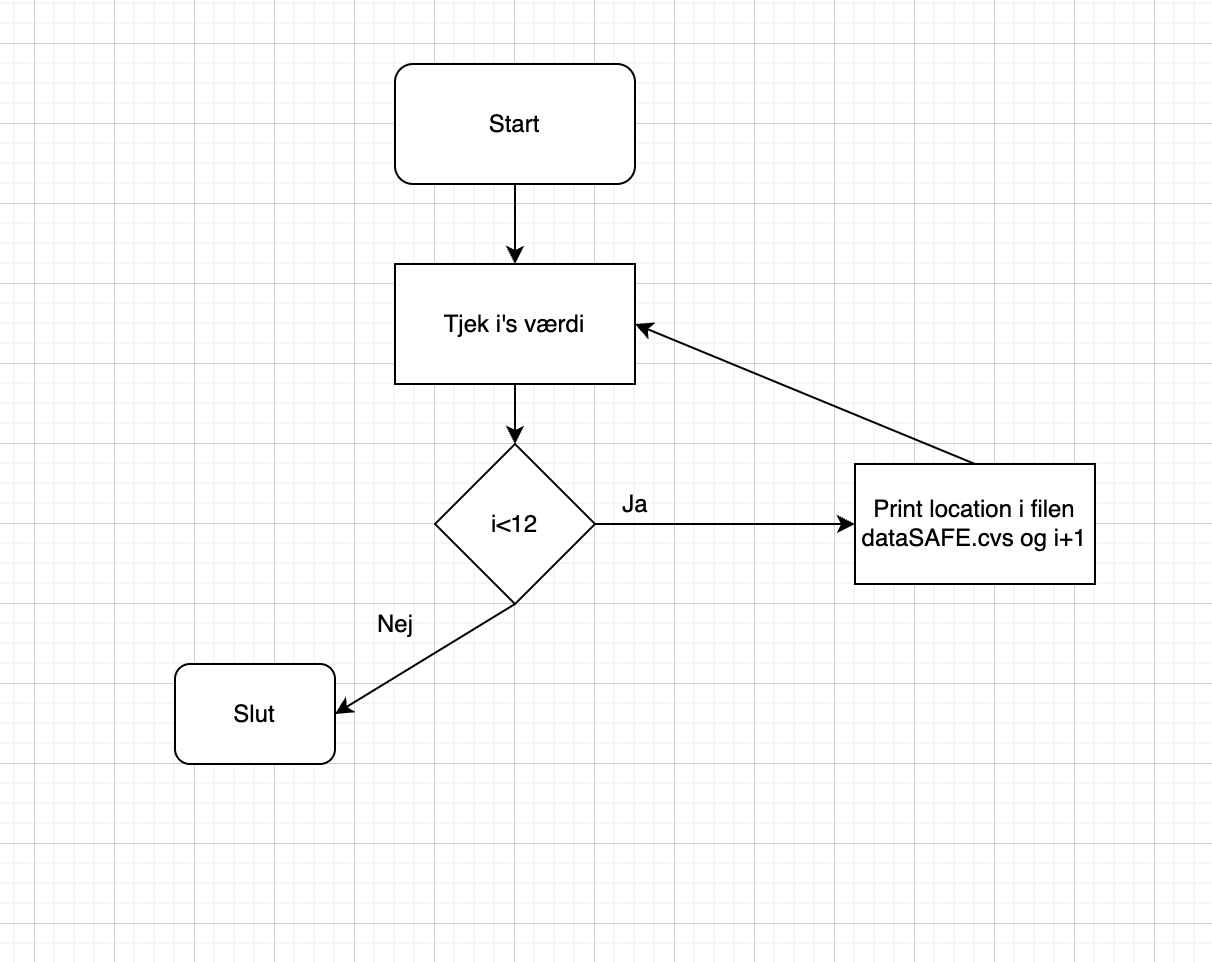 Start
Tjek i's værdi
i<12
Ja
Print location i filen
dataSAFE.cvs og i+1
Nej
Slut